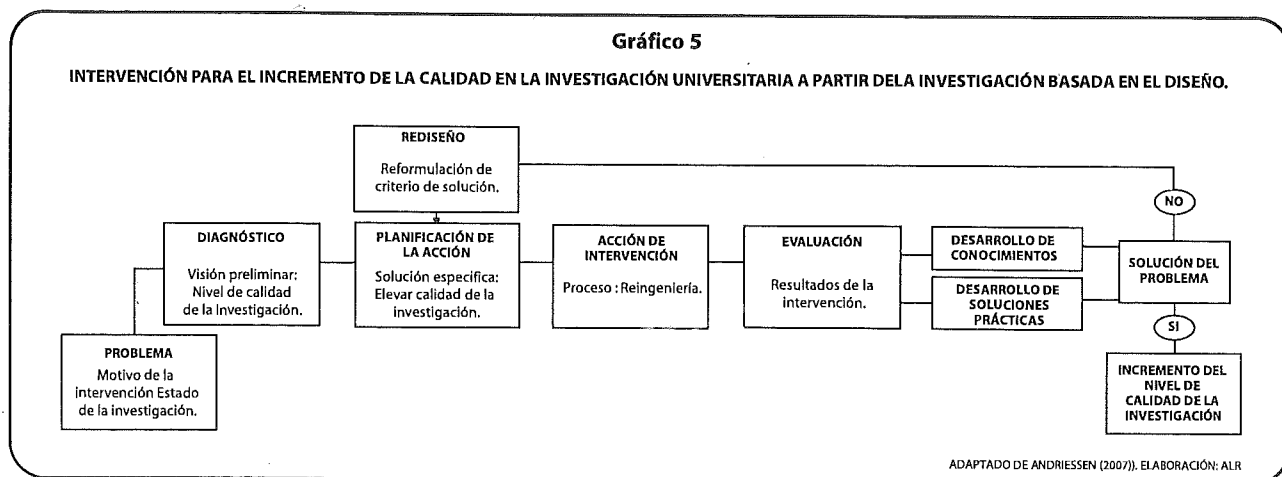 Gráfico 5
INTERVENCIÓN PARA EL INCREMENTO DE LA CALIDAD EN LA INVESTIGACIÓN UNIVERSITARIA A PARTIR DELA INVESTIGACIÓN BASADA EN EL DISEÑO.
REDISEÑO
Reformulación de
criterio de solución.
NO
DIAGNÓSTICO
Visión preliminar:
Nivel de calidad
de la Investigación.
PLANIFICACIÓN DE
LA ACCIÓN
Solución especifica:
Elevar calidad de la
investigación.
ACCIÓN DE
INTERVENCIÓN
Proceso : Reingeniería.
EVALUACIÓN
Resultados de la
intervención.
DESARROLLO DE
CONOCIMIENTOS
DESARROLLO DE
SOLUCIONES
PRÁCTICAS
SOLUCIÓN DEL
PROBLEMA
SI
PROBLEMA
Motivo de la
intervención Estado
de la investigación.
INCREMENTO DEL
NIVEL DE
CALIDAD DE LA
INVESTIGACIÓN
ADAPTADO DE ANDRIESSEN (2007)). ELABORACIÓN: ALR